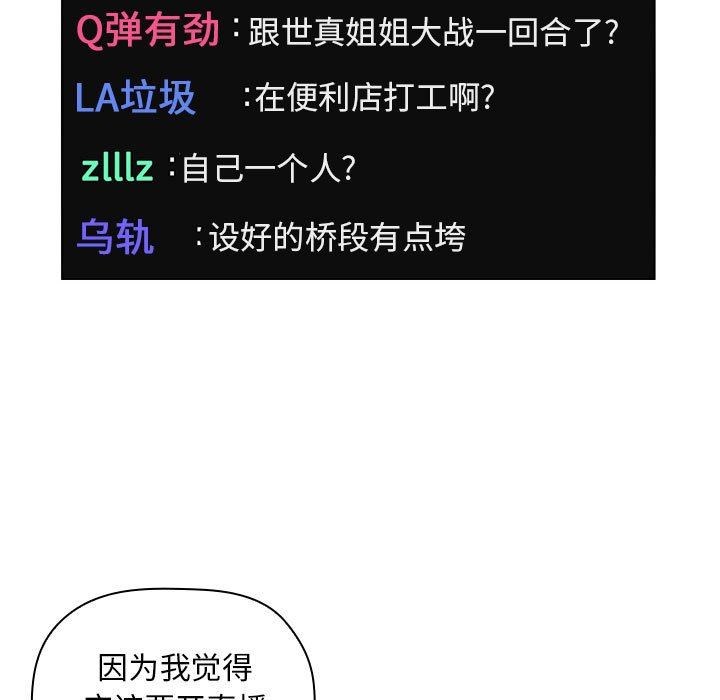 Q弹有劲：跟世真姐姐大战一回合了?
LA垃圾：在便利店打工啊?
zlllz：自己一个人?
乌轨：设好的桥段有点垮
因为我觉得